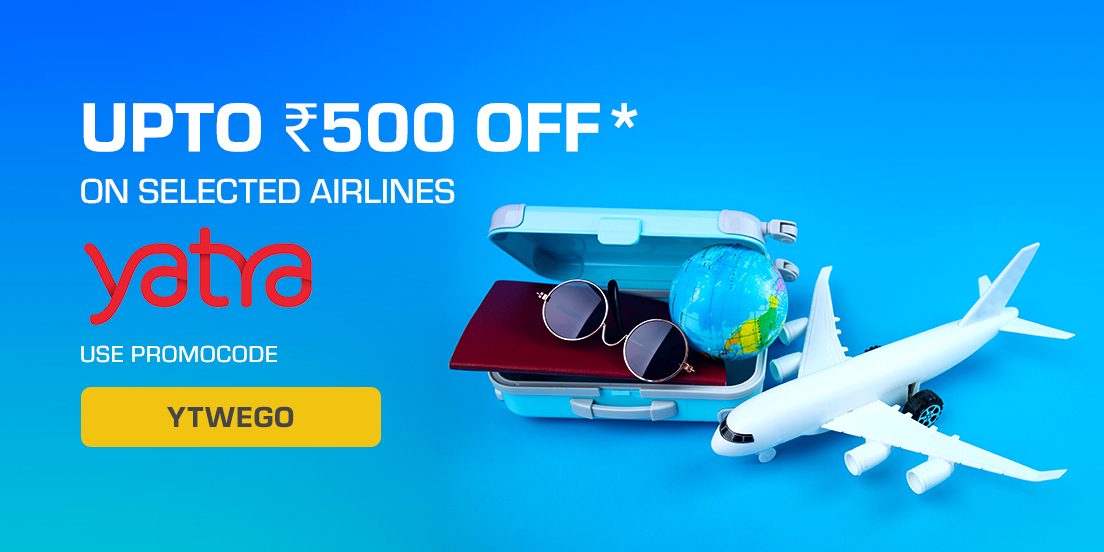 UPTO ₹500 OFF*
ON SELECTED AIRLINES
yatra
USE PROMOCODE
YTWEGO